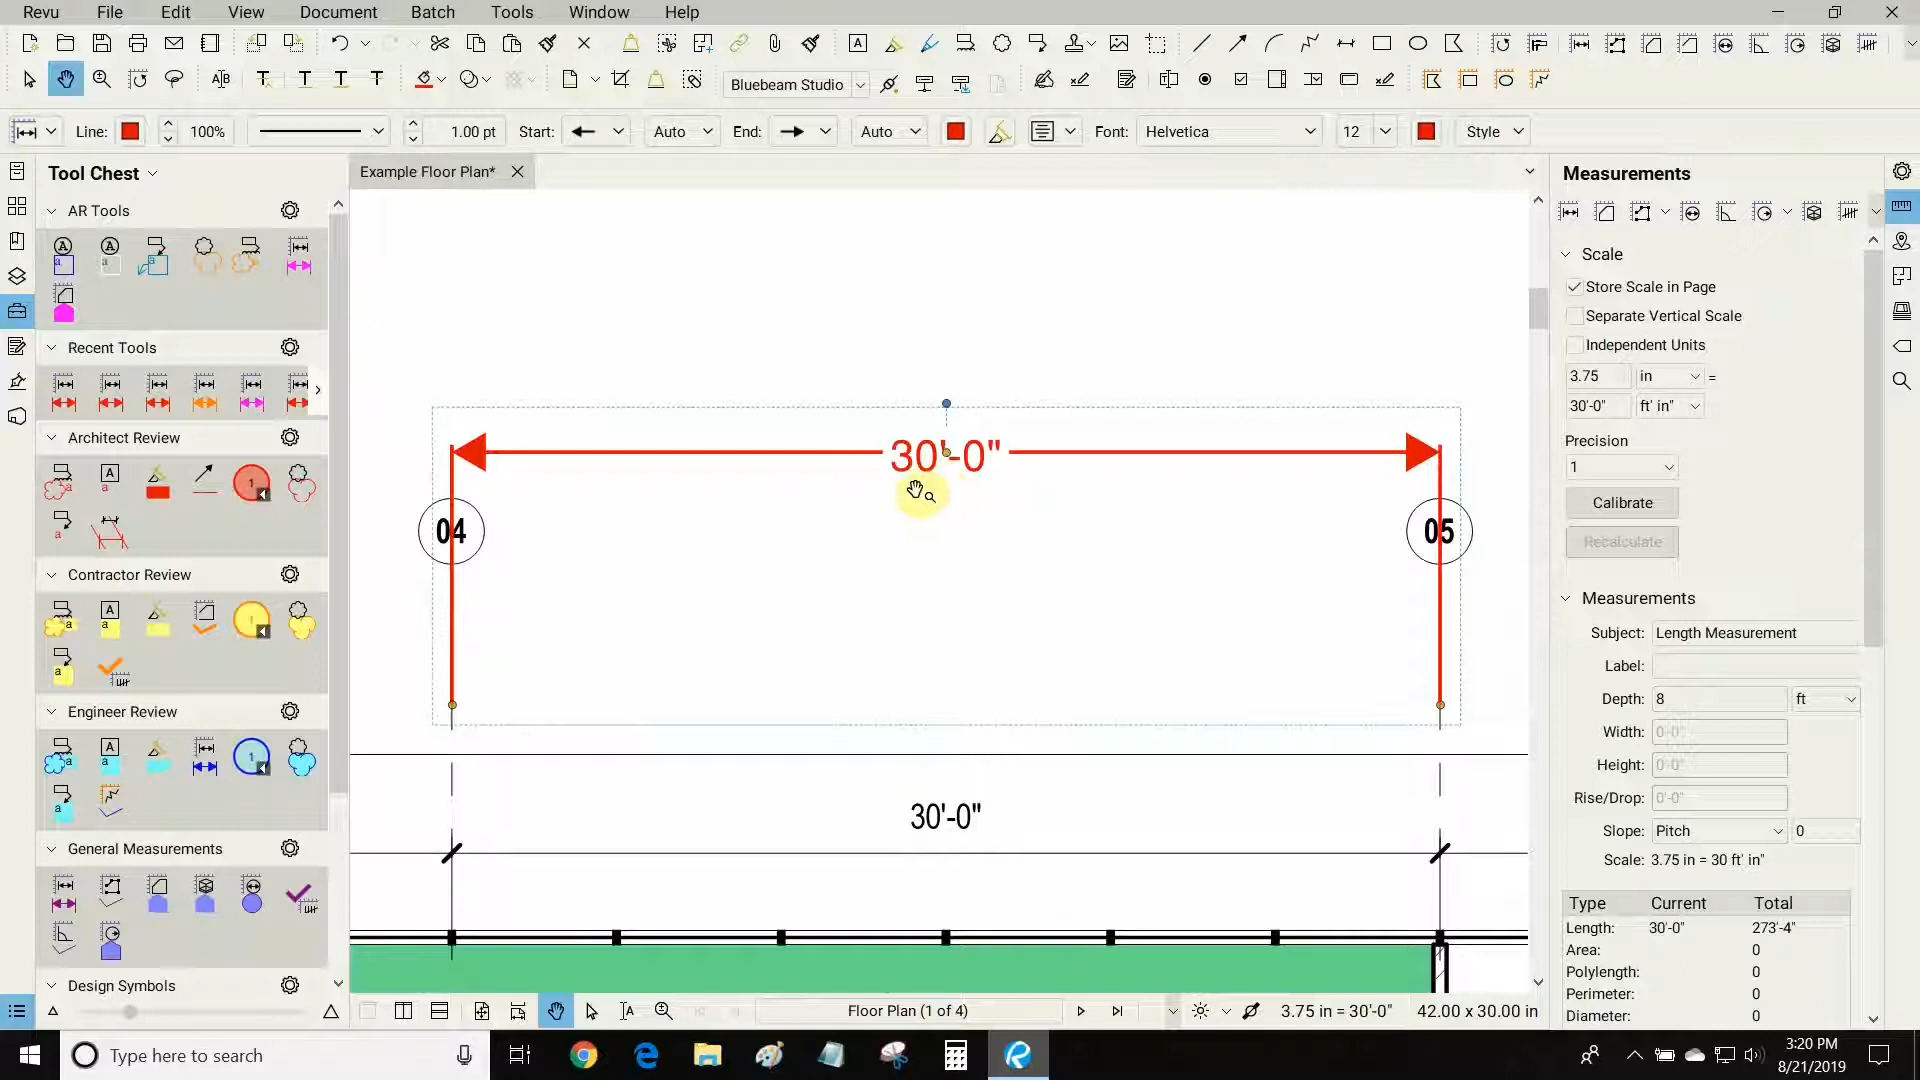 Revu File Edit View Document Batch Tools Window Help
Bluebeam Studio
Line: 100% 1.00 pt Start: Auto End: Auto Font: Helvetica 12 Style
Tool Chest
Example Floor Plan*
Measurements
AR Tools
Recent Tools
Architect Review
Contractor Review
Engineer Review
General Measurements
Design Symbols
30'-0"
04
05
30'-0"
Scale
Store Scale in Page
Separate Vertical Scale
Independent Units
3.75 in =
30'-0" ft' in"
Precision
1
Calibrate
Recalculate
Measurements
Subject: Length Measurement
Label:
Depth: 8 ft
Width: 0'-0"
Height: 0'-0"
Rise/Drop: 0'-0"
Slope: Pitch 0
Scale: 3.75 in = 30 ft' in"
Type Current Total
Length: 30'-0" 273'-4"
Area: 0
Polylength: 0
Perimeter: 0
Diameter: 0
Floor Plan (1 of 4)
3.75 in = 30'-0" 42.00 x 30.00 in
Type here to search
3:20 PM
8/21/2019